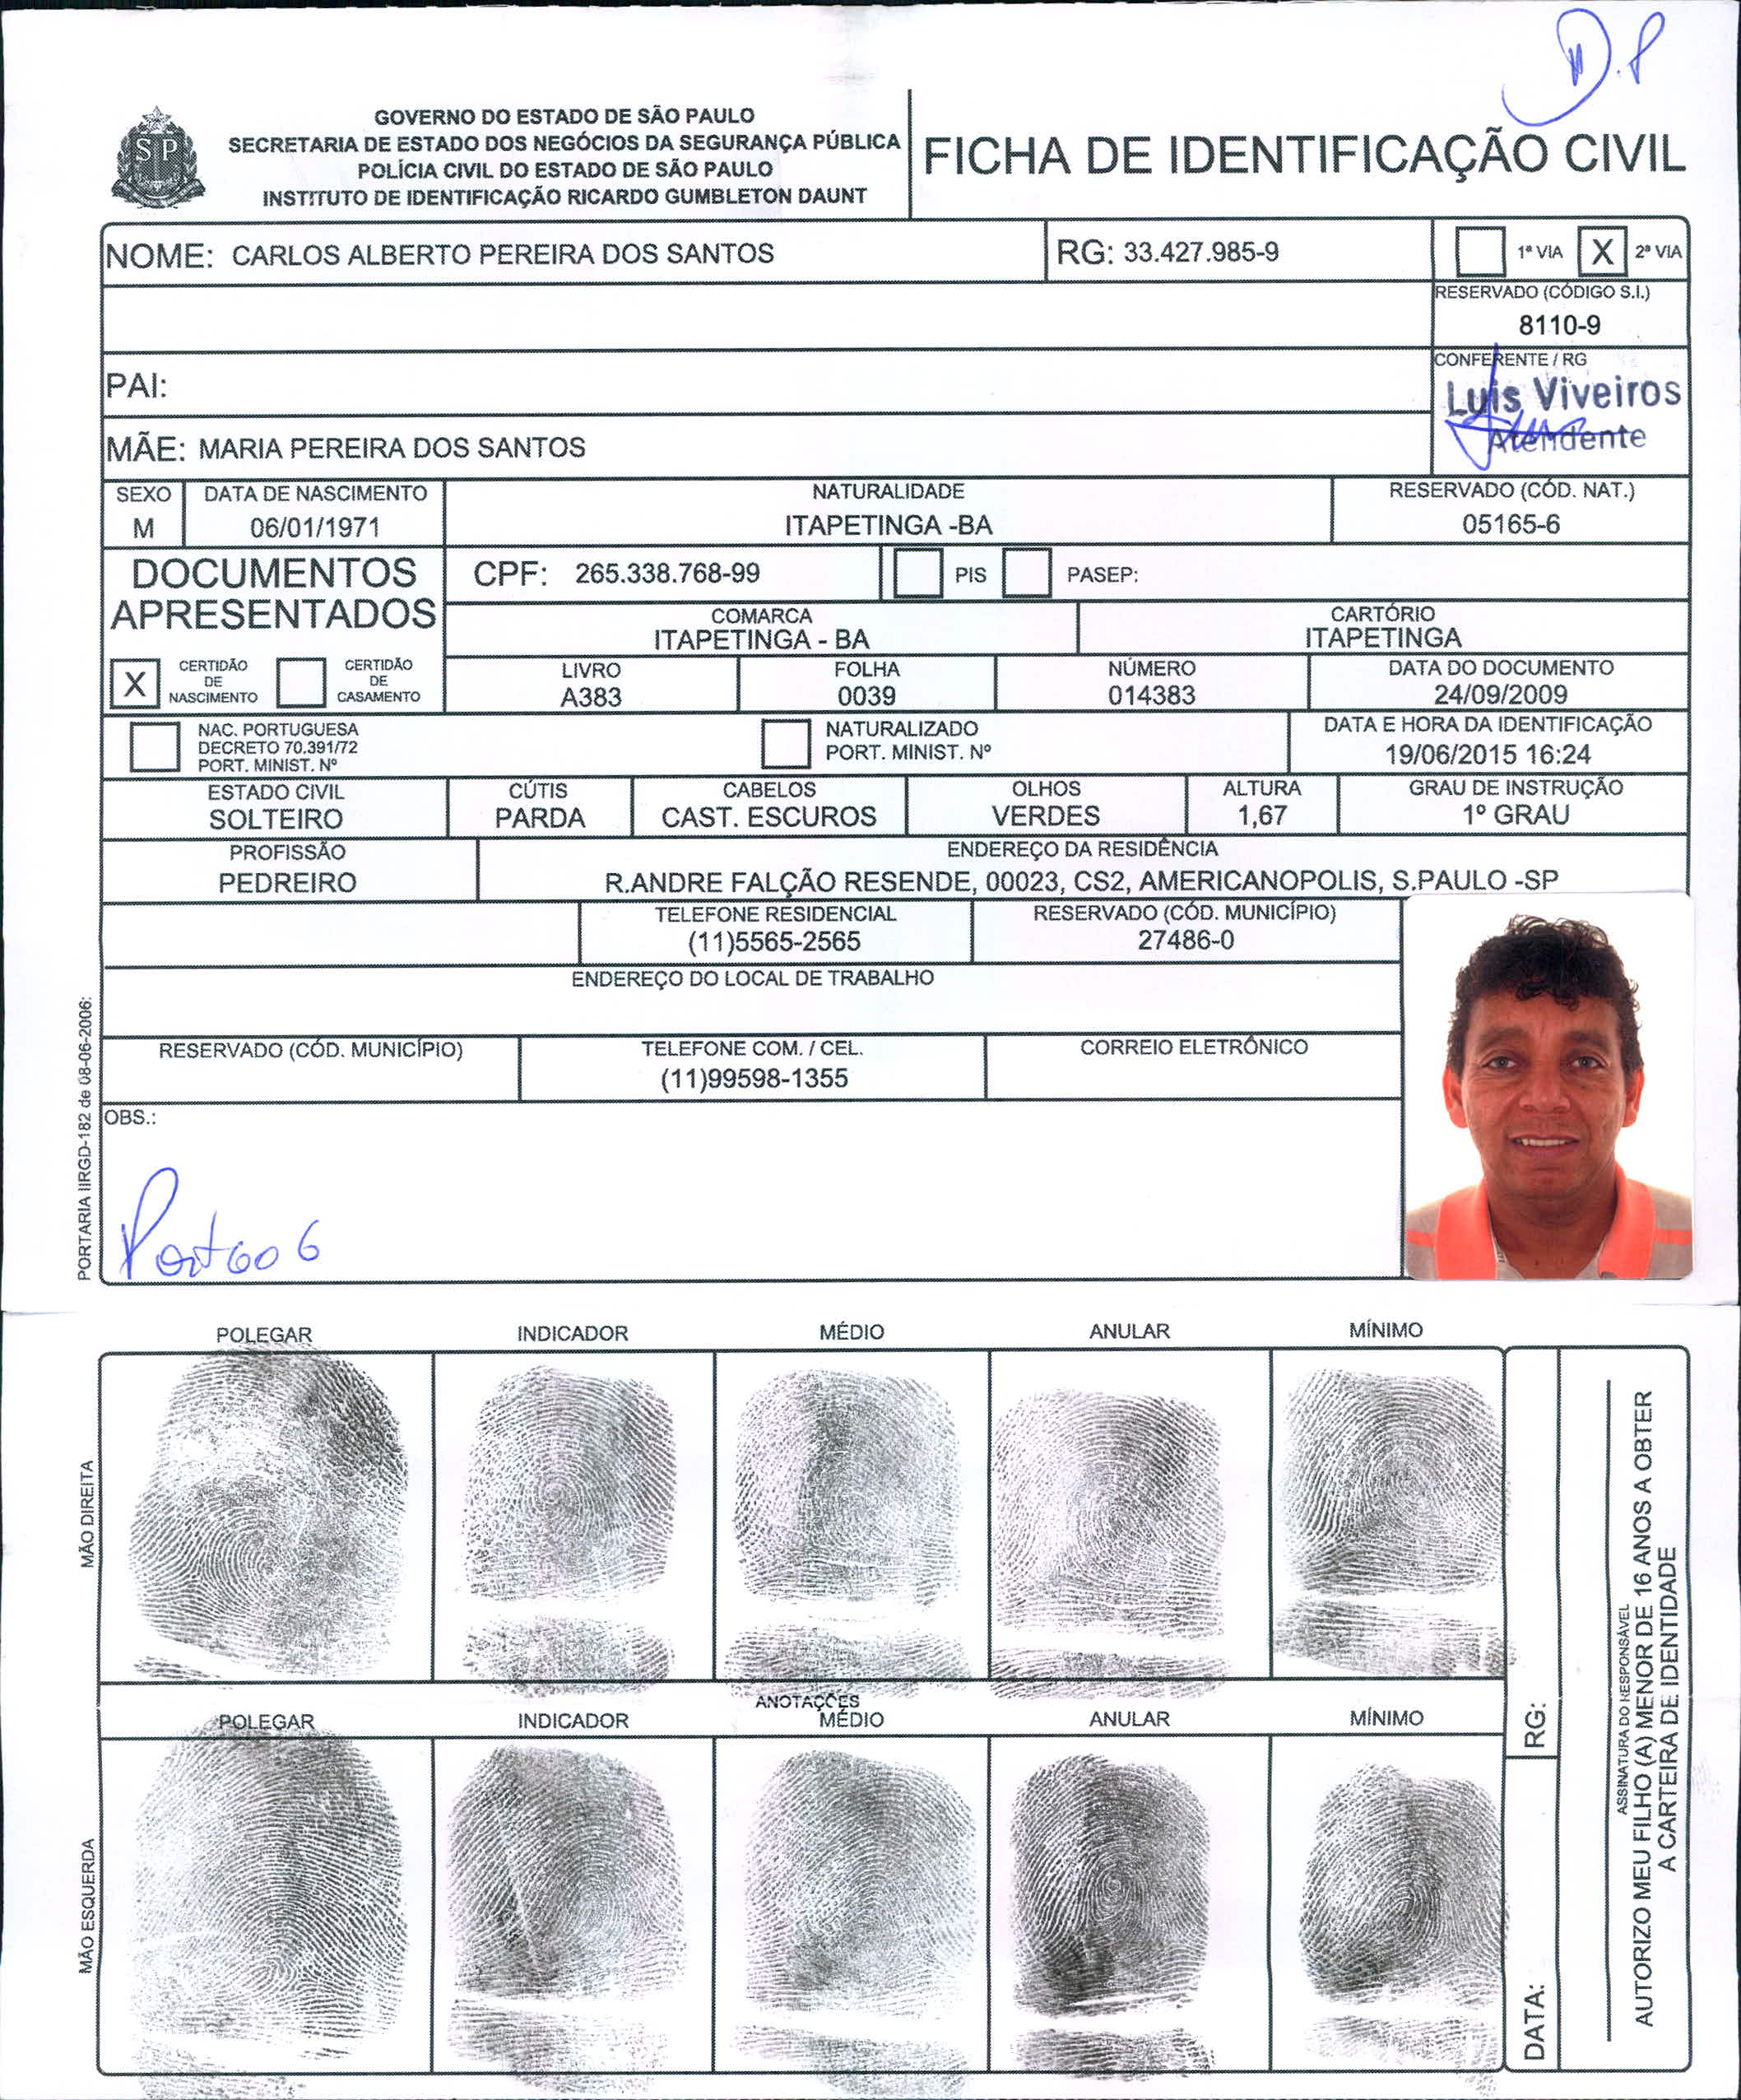 D.P
GOVERNO DO ESTADO DE SÃO PAULO
SECRETARIA DE ESTADO DOS NEGÓCIOS DA SEGURANÇA PÚBLICA
POLÍCIA CIVIL DO ESTADO DE SÃO PAULO
INSTITUTO DE IDENTIFICAÇÃO RICARDO GUMBLETON DAUNT
SP
FICHA DE IDENTIFICAÇÃO CIVIL
NOME: CARLOS ALBERTO PEREIRA DOS SANTOS
RG: 33.427.985-9
1ª VIA X 2ª VIA
RESERVADO (CÓDIGO S.I.)
8110-9
PAI:
CONFERENTE / RG
Luis Viveiros
Atendente
MÃE: MARIA PEREIRA DOS SANTOS
SEXO
M
DATA DE NASCIMENTO
06/01/1971
NATURALIDADE
ITAPETINGA -BA
RESERVADO (CÓD. NAT.)
05165-6
DOCUMENTOS
APRESENTADOS
CPF: 265.338.768-99
PIS
PASEP:
COMARCA
ITAPETINGA - BA
CARTÓRIO
ITAPETINGA
X
CERTIDÃO
DE
NASCIMENTO
CERTIDÃO
DE
CASAMENTO
LIVRO
A383
FOLHA
0039
NÚMERO
014383
DATA DO DOCUMENTO
24/09/2009
NAC. PORTUGUESA
DECRETO 70.391/72
PORT. MINIST. Nº
NATURALIZADO
PORT. MINIST. Nº
DATA E HORA DA IDENTIFICAÇÃO
19/06/2015 16:24
ESTADO CIVIL
SOLTEIRO
CÚTIS
PARDA
CABELOS
CAST. ESCUROS
OLHOS
VERDES
ALTURA
1,67
GRAU DE INSTRUÇÃO
1º GRAU
PROFISSÃO
PEDREIRO
ENDEREÇO DA RESIDÊNCIA
R.ANDRE FALÇÃO RESENDE, 00023, CS2, AMERICANOPOLIS, S.PAULO -SP
TELEFONE RESIDENCIAL
(11)5565-2565
RESERVADO (CÓD. MUNICÍPIO)
27486-0
ENDEREÇO DO LOCAL DE TRABALHO
RESERVADO (CÓD. MUNICÍPIO)
TELEFONE COM. / CEL.
(11)99598-1355
CORREIO ELETRÔNICO
OBS.:
PORTARIA IIRGD-182 de 08-06-2006:
POLEGAR
INDICADOR
MÉDIO
ANULAR
MÍNIMO
MÃO DIREITA
ANOTAÇÕES
POLEGAR
INDICADOR
MÉDIO
ANULAR
MÍNIMO
MÃO ESQUERDA
RG:
DATA:
ASSINATURA DO RESPONSÁVEL
AUTORIZO MEU FILHO (A) MENOR DE 16 ANOS A OBTER
A CARTEIRA DE IDENTIDADE